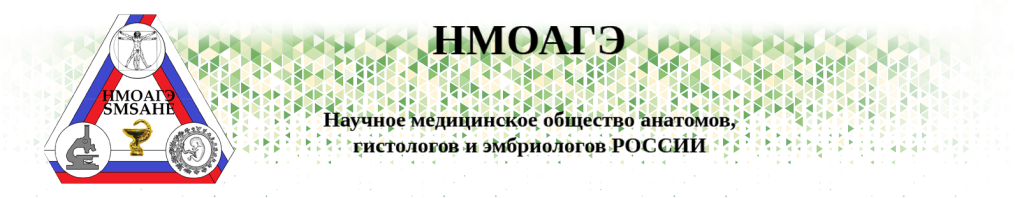 НМОАГЭ
НМОАГЭ
SMSAHE
Научное медицинское общество анатомов,
гистологов и эмбриологов РОССИИ